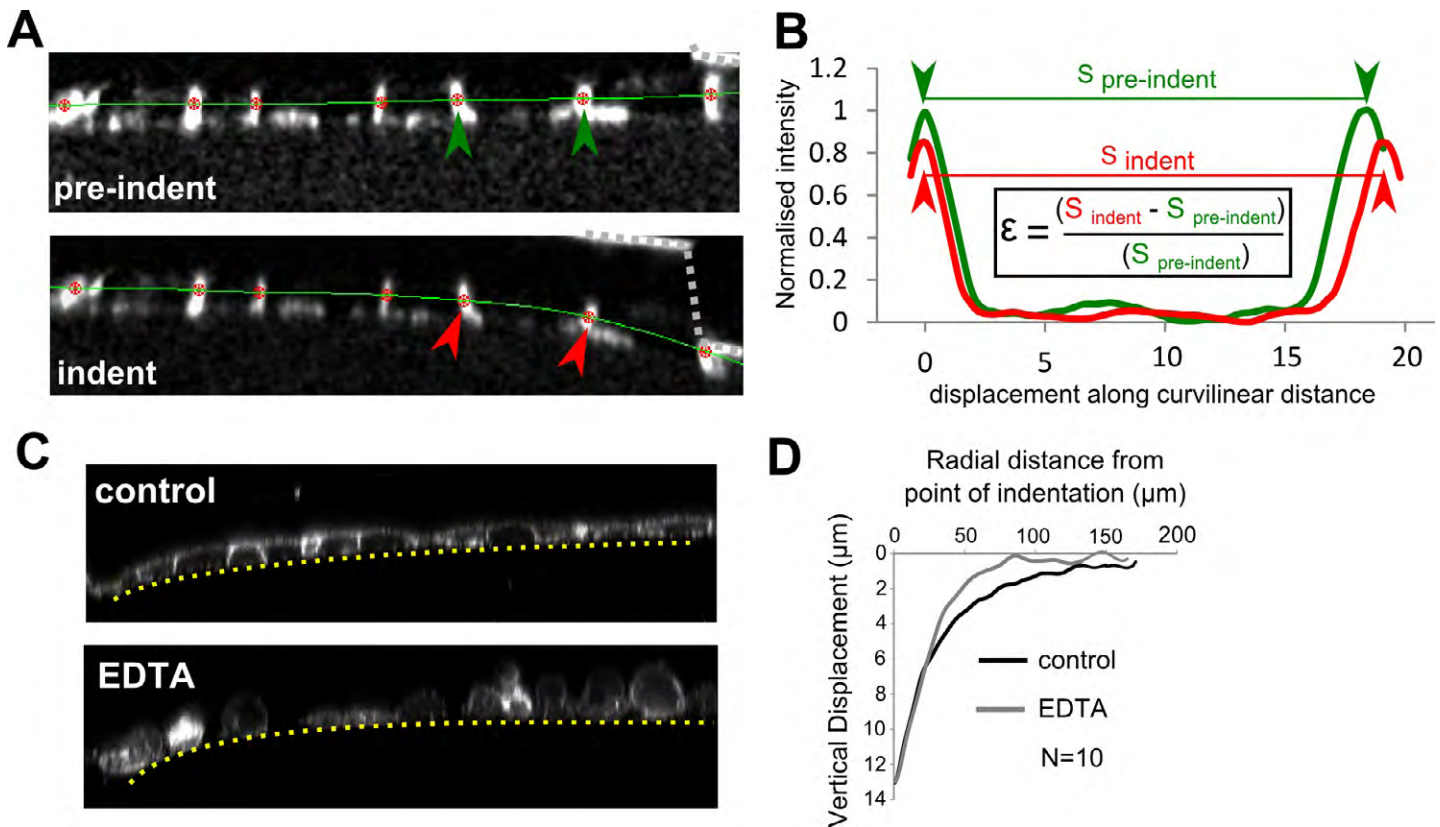 A
pre-indent
indent
B
Normalised intensity
1.2
1
0.8
0.6
0.4
0.2
0
S pre-indent
S indent
ε = (S indent - S pre-indent)
(S pre-indent)
0 5 10 15 20
displacement along curvilinear distance
C
control
EDTA
D
Radial distance from
point of indentation (μm)
0 50 100 150 200
Vertical Displacement (μm)
0
2
4
6
8
10
12
14
control
EDTA
N=10